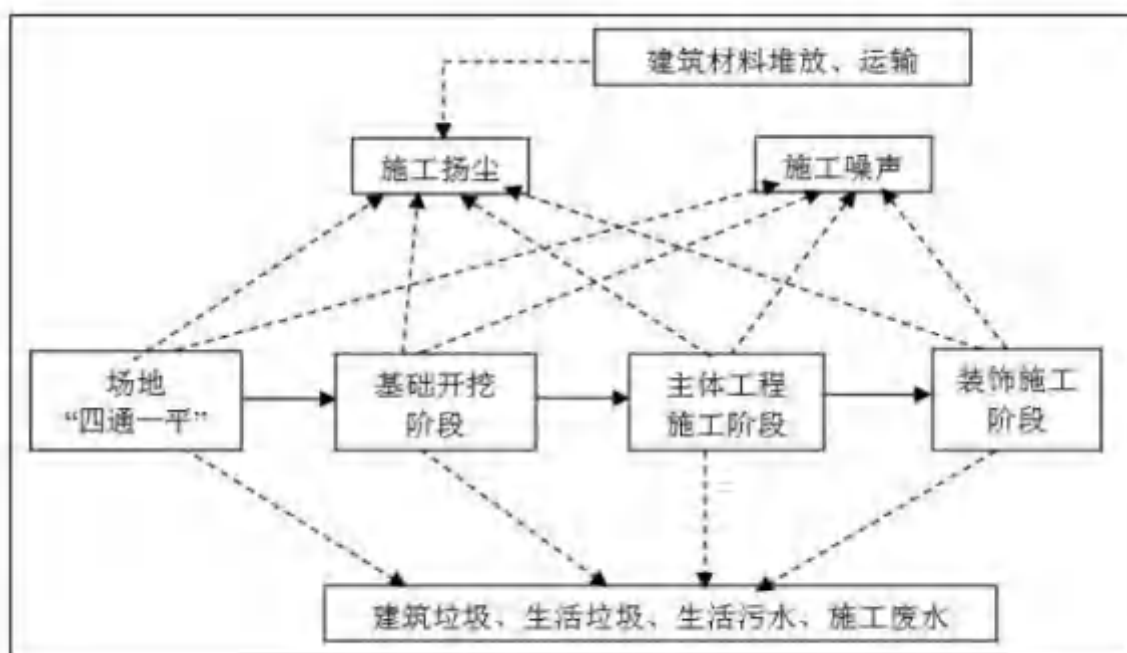 建筑材料堆放、运输
施工扬尘
施工噪声
场地
“四通一平”
基础开挖
阶段
主体工程
施工阶段
装饰施工
阶段
建筑垃圾、生活垃圾、生活污水、施工废水